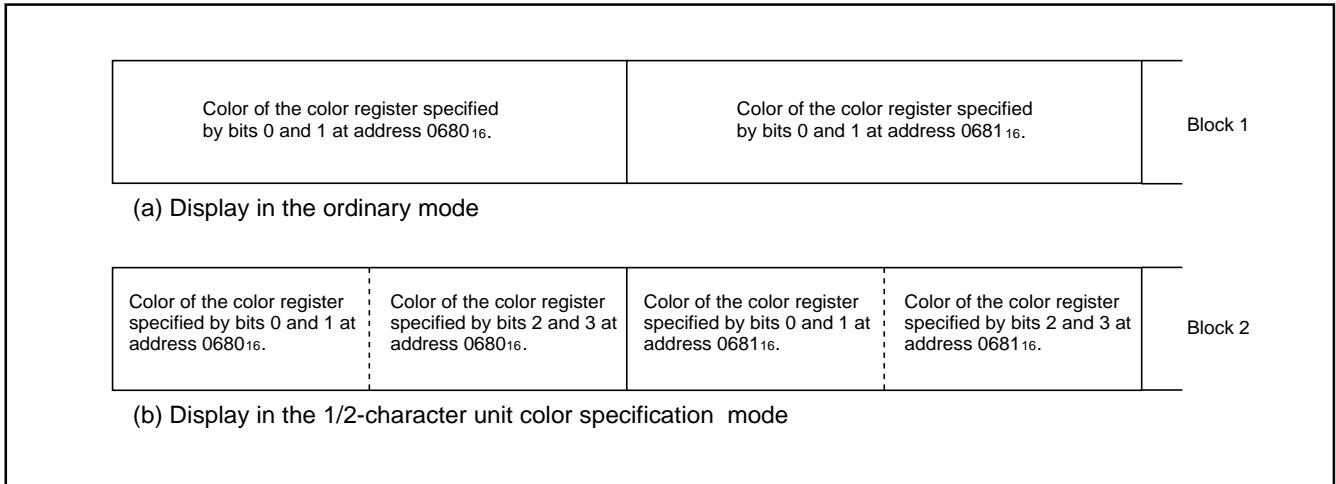 Color of the color register specified
by bits 0 and 1 at address 0680₁₆.
Color of the color register specified
by bits 0 and 1 at address 0681₁₆.
Block 1
(a) Display in the ordinary mode
Color of the color register
specified by bits 0 and 1 at
address 0680₁₆.
Color of the color register
specified by bits 2 and 3 at
address 0680₁₆.
Color of the color register
specified by bits 0 and 1 at
address 0681₁₆.
Color of the color register
specified by bits 2 and 3 at
address 0681₁₆.
Block 2
(b) Display in the 1/2-character unit color specification mode